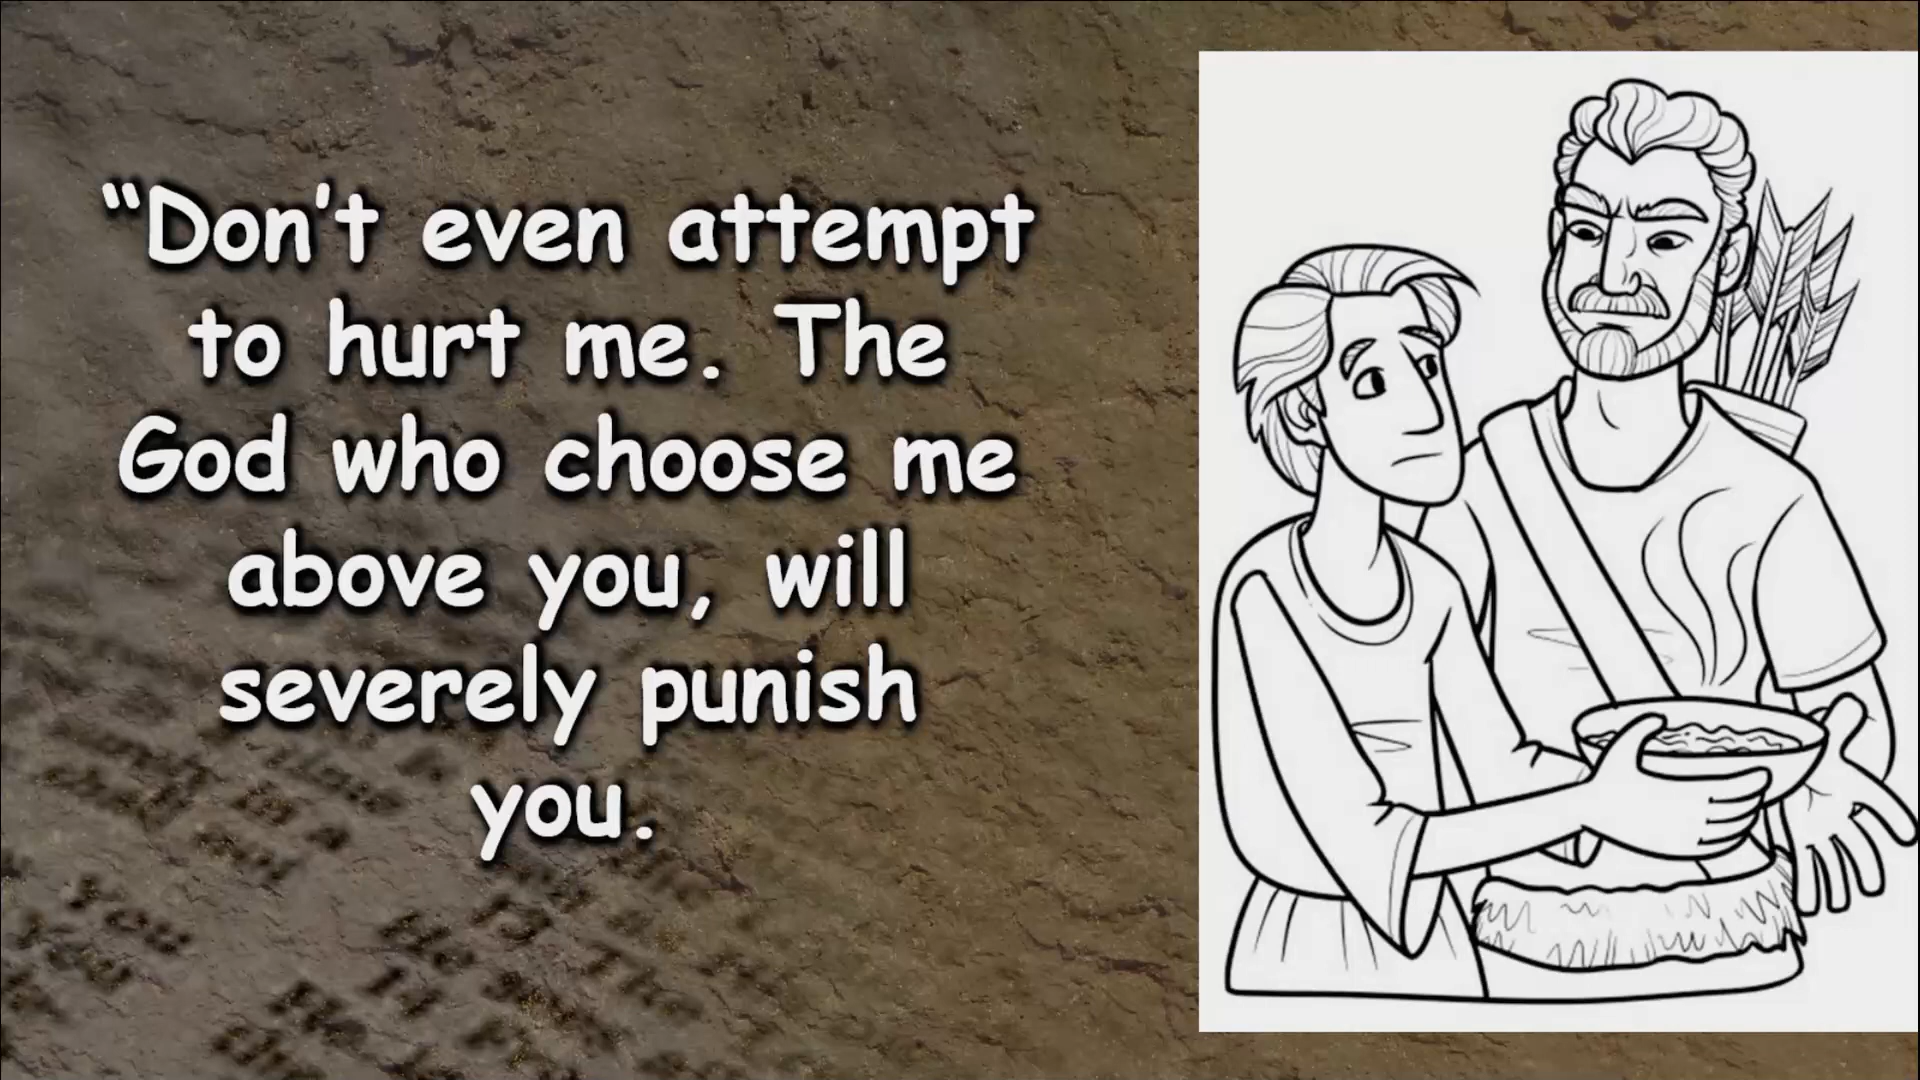 “Don’t even attempt
to hurt me. The
God who choose me
above you, will
severely punish
you.